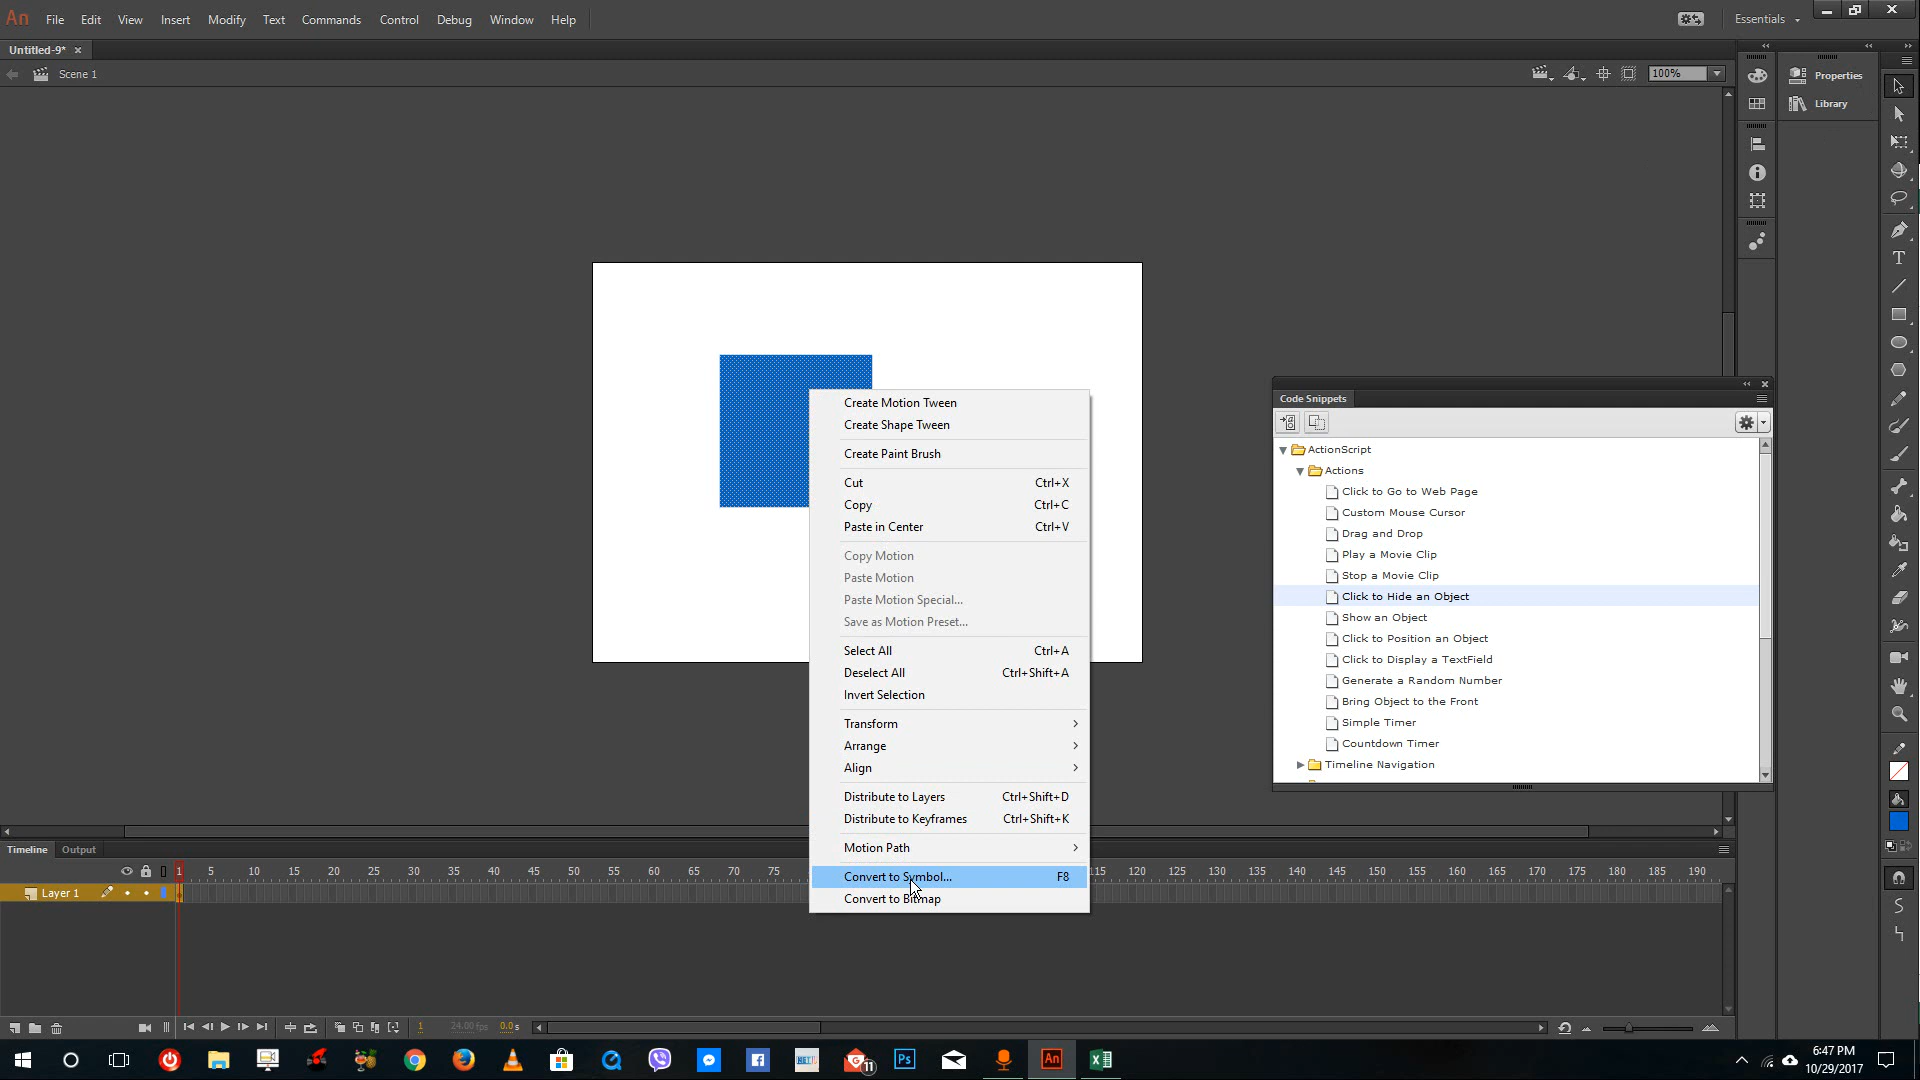 An File Edit View Insert Modify Text Commands Control Debug Window Help Essentials
Untitled-9* ×
Scene 1 100%
Properties
Library
Create Motion Tween
Create Shape Tween
Create Paint Brush
Cut Ctrl+X
Copy Ctrl+C
Paste in Center Ctrl+V
Copy Motion
Paste Motion
Paste Motion Special...
Save as Motion Preset...
Select All Ctrl+A
Deselect All Ctrl+Shift+A
Invert Selection
Transform
Arrange
Align
Distribute to Layers Ctrl+Shift+D
Distribute to Keyframes Ctrl+Shift+K
Motion Path
Convert to Symbol... F8
Convert to Bitmap
Code Snippets
ActionScript
Actions
Click to Go to Web Page
Custom Mouse Cursor
Drag and Drop
Play a Movie Clip
Stop a Movie Clip
Click to Hide an Object
Show an Object
Click to Position an Object
Click to Display a TextField
Generate a Random Number
Bring Object to the Front
Simple Timer
Countdown Timer
Timeline Navigation
Timeline Output
1 5 10 15 20 25 30 35 40 45 50 55 60 65 70 75 115 120 125 130 135 140 145 150 155 160 165 170 175 180 185 190
Layer 1
1 24.00 fps 0.0 s
11 Ps An
6:47 PM
10/29/2017